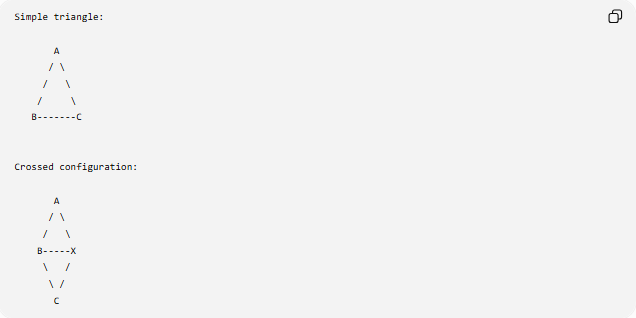 Simple triangle:
       A
      / \
     /   \
    /     \
   B-------C
Crossed configuration:
       A
      / \
     /   \
    B-----X
     \   /
      \ /
       C